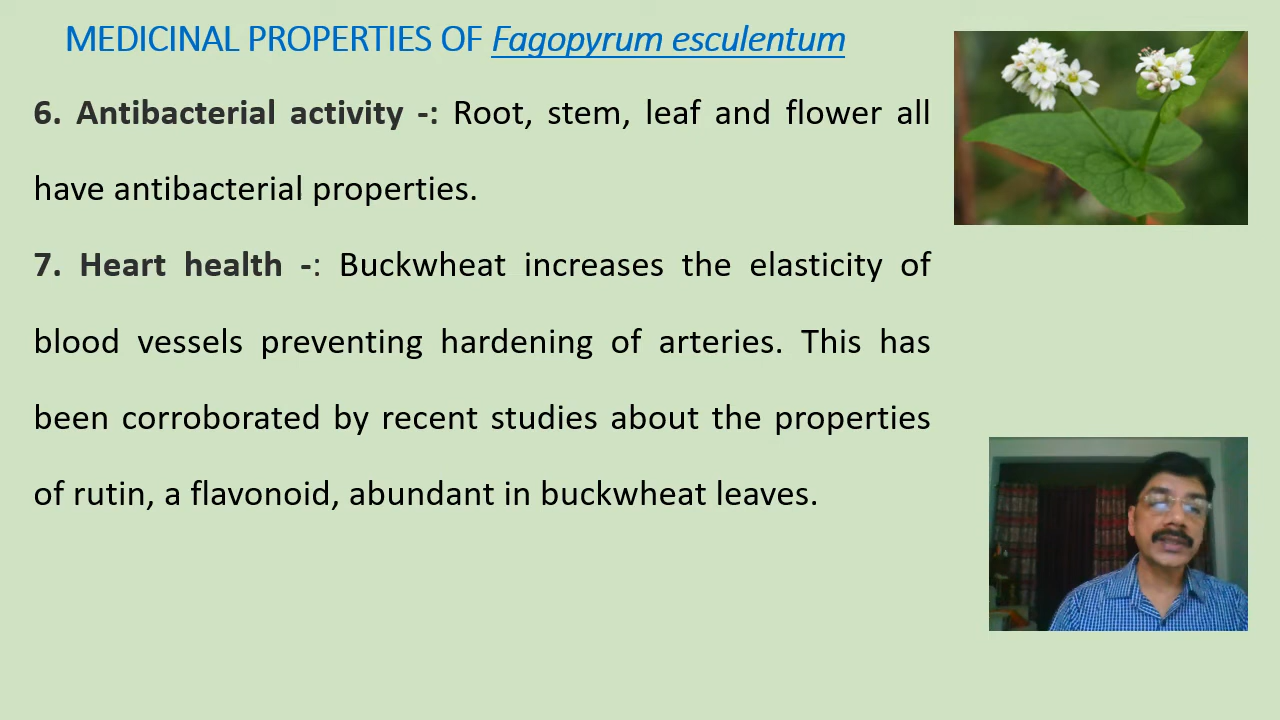 MEDICINAL PROPERTIES OF Fagopyrum esculentum
6. Antibacterial activity -: Root, stem, leaf and flower all
have antibacterial properties.
7. Heart health -: Buckwheat increases the elasticity of
blood vessels preventing hardening of arteries. This has
been corroborated by recent studies about the properties
of rutin, a flavonoid, abundant in buckwheat leaves.